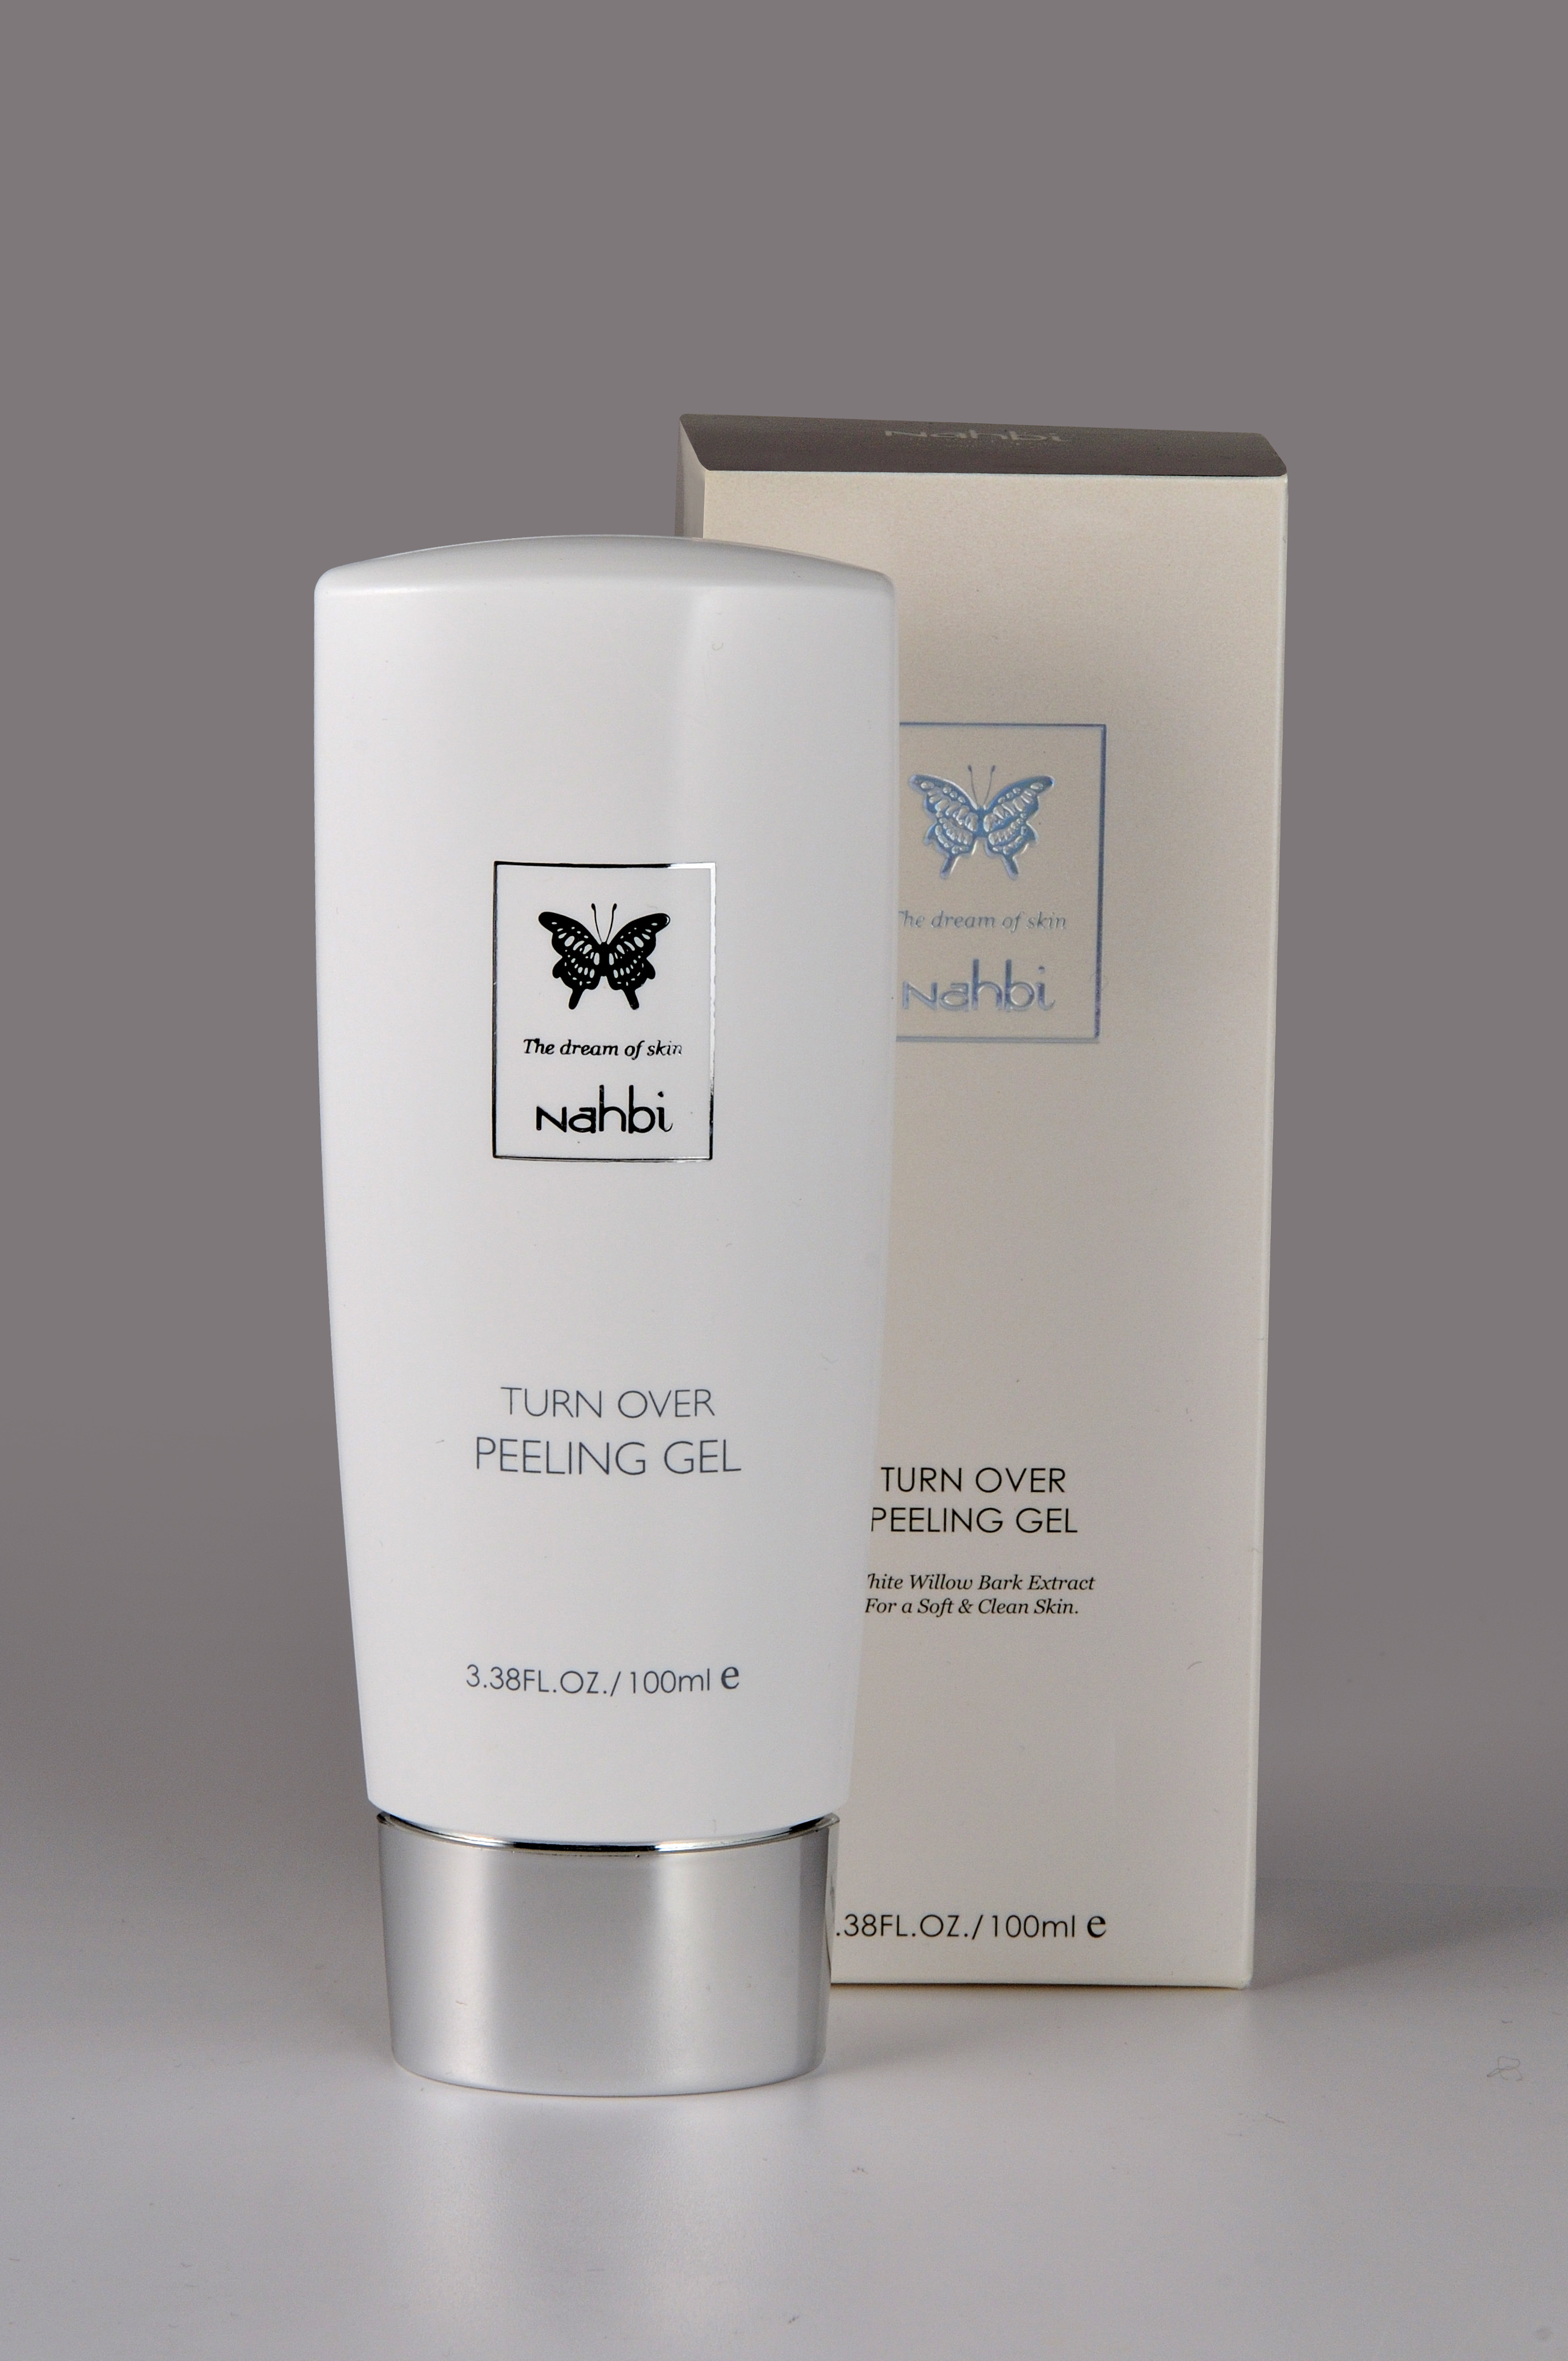 The dream of skin
Nahbi
TURN OVER
PEELING GEL
3.38FL.OZ./100ml e
Nahbi
The dream of skin
Nahbi
TURN OVER
PEELING GEL
Willow Bark Extract
For a Soft & Clean Skin.
.38FL.OZ./100ml e